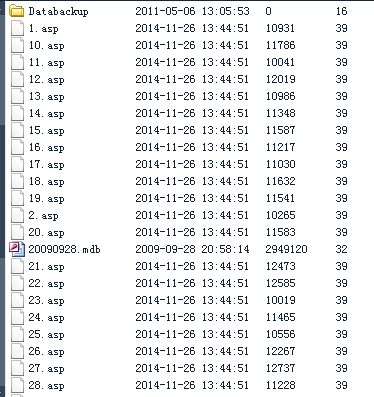 Databackup 2011-05-06 13:05:53 0 16
1.asp 2014-11-26 13:44:51 10931 39
10.asp 2014-11-26 13:44:51 11786 39
11.asp 2014-11-26 13:44:51 10041 39
12.asp 2014-11-26 13:44:51 12019 39
13.asp 2014-11-26 13:44:51 10986 39
14.asp 2014-11-26 13:44:51 11348 39
15.asp 2014-11-26 13:44:51 11587 39
16.asp 2014-11-26 13:44:51 11217 39
17.asp 2014-11-26 13:44:51 11030 39
18.asp 2014-11-26 13:44:51 11632 39
19.asp 2014-11-26 13:44:51 11541 39
2.asp 2014-11-26 13:44:51 10265 39
20.asp 2014-11-26 13:44:51 11583 39
20090928.mdb 2009-09-28 20:58:14 2949120 32
21.asp 2014-11-26 13:44:51 12473 39
22.asp 2014-11-26 13:44:51 12585 39
23.asp 2014-11-26 13:44:51 10019 39
24.asp 2014-11-26 13:44:51 11465 39
25.asp 2014-11-26 13:44:51 10556 39
26.asp 2014-11-26 13:44:51 12267 39
27.asp 2014-11-26 13:44:51 12737 39
28.asp 2014-11-26 13:44:51 11228 39